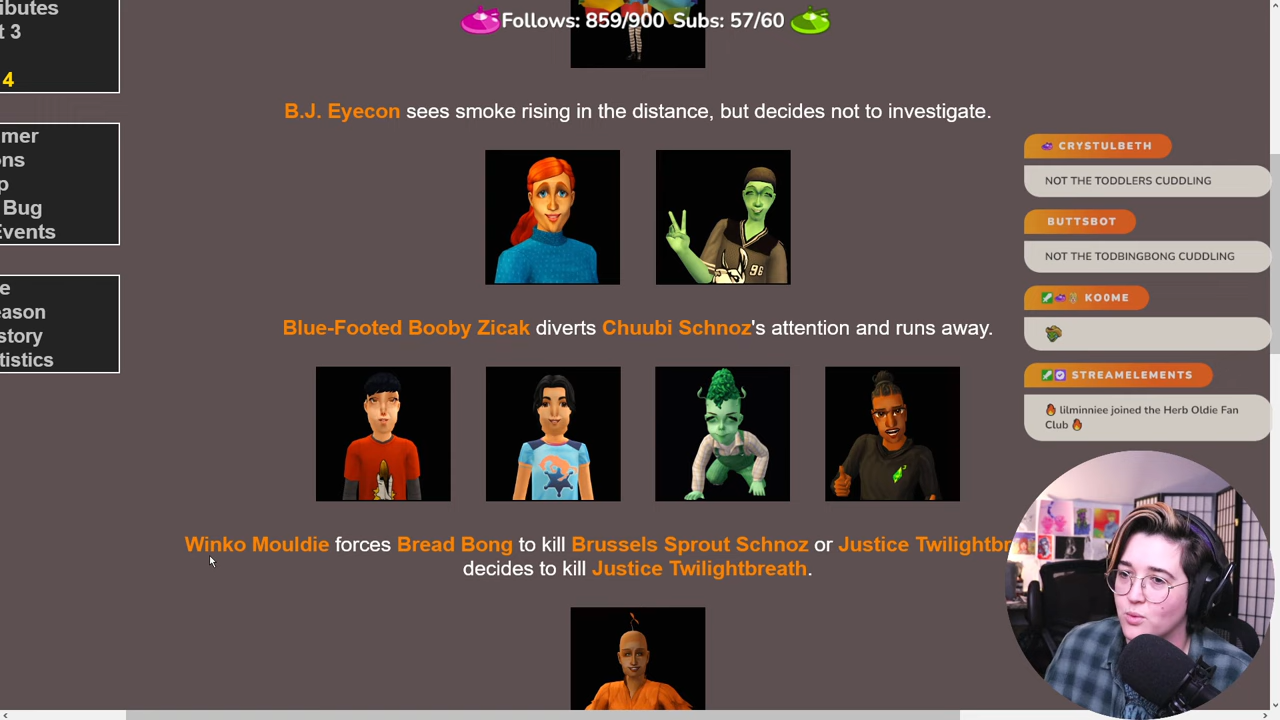 ibutes
t 3
4
Follows: 859/900 Subs: 57/60
mer
ons
p
Bug
Events
e
eason
story
tistics
B.J. Eyecon sees smoke rising in the distance, but decides not to investigate.
96
Blue-Footed Booby Zicak diverts Chuubi Schnoz's attention and runs away.
Winko Mouldie forces Bread Bong to kill Brussels Sprout Schnoz or Justice Twilightbr
decides to kill Justice Twilightbreath.
CRYSTULBETH
NOT THE TODDLERS CUDDLING
BUTTSBOT
NOT THE TODBINGBONG CUDDLING
KO0ME
STREAMELEMENTS
🔥 lilminniee joined the Herb Oldie Fan
Club 🔥